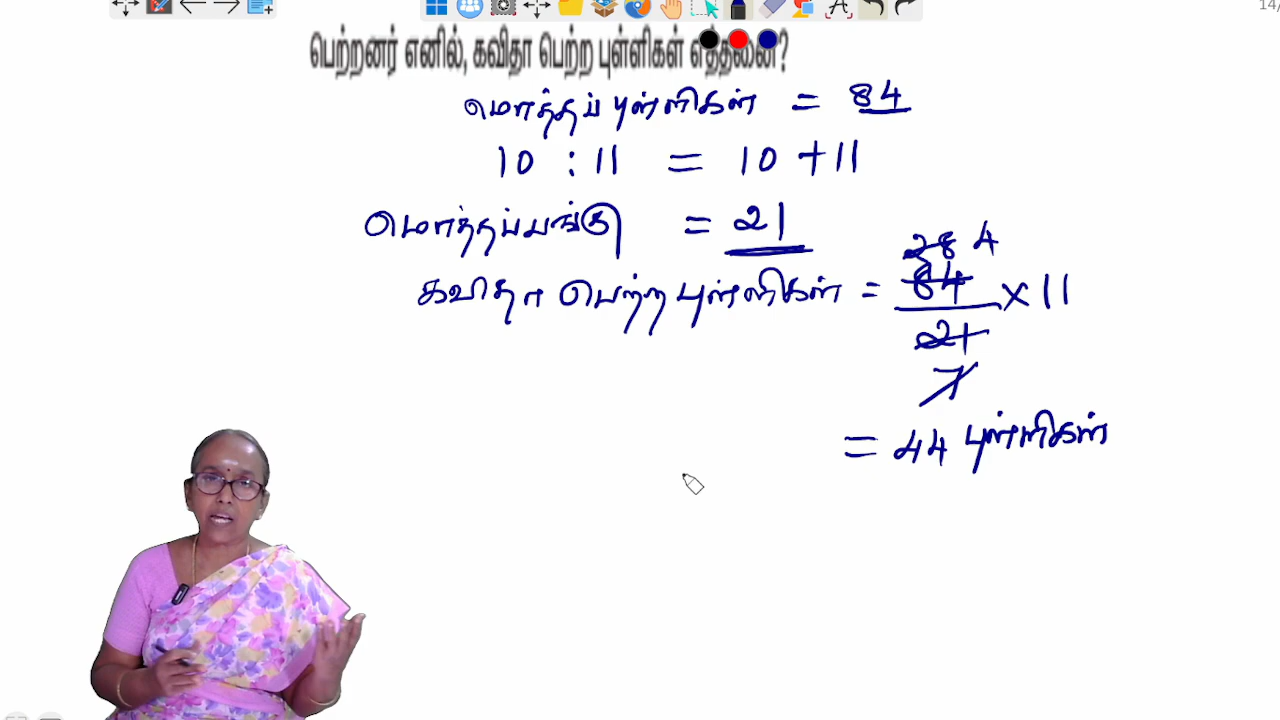 14/
பெற்றனர் எனில், கவிதா பெற்ற புள்ளிகள் எத்தனை?
மொத்தப் புள்ளிகள் = 84
10 : 11 = 10 + 11
மொத்தப்பங்கு = 21
28 4
கவிதா பெற்ற புள்ளிகள் = 84/21 × 11
7
= 44 புள்ளிகள்